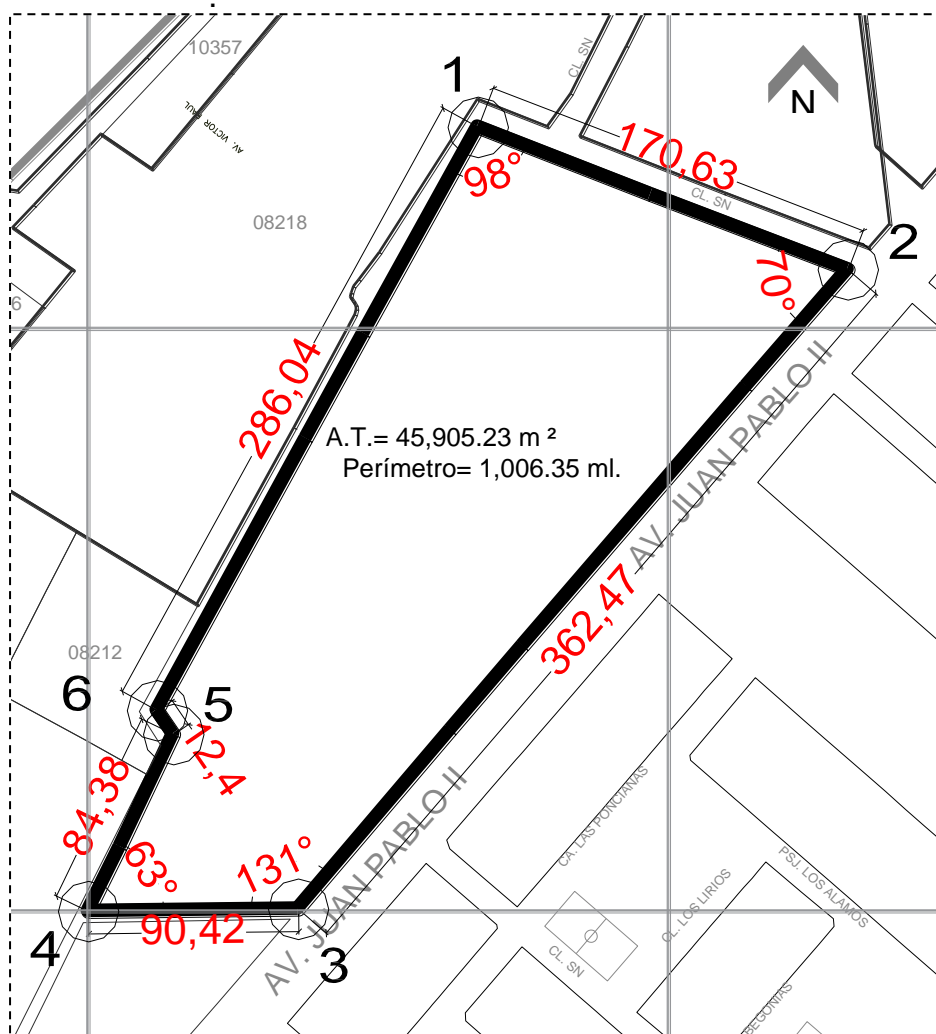 10357
CL. SN
1
AV. VICTOR RAUL
N
170,63
98°
CL. SN
08218
2
70°
6
286,04
AV. JUAN PABLO II
A.T.= 45,905.23 m ²
Perímetro= 1,006.35 ml.
362,47
08212
6
5
12,4
84,38
AV. JUAN PABLO II
CA. LAS PONCIANAS
63°
131°
PSJ. LOS ALAMOS
CL. LOS LIRIOS
90,42
4
3
CL. SN
BEGONIAS